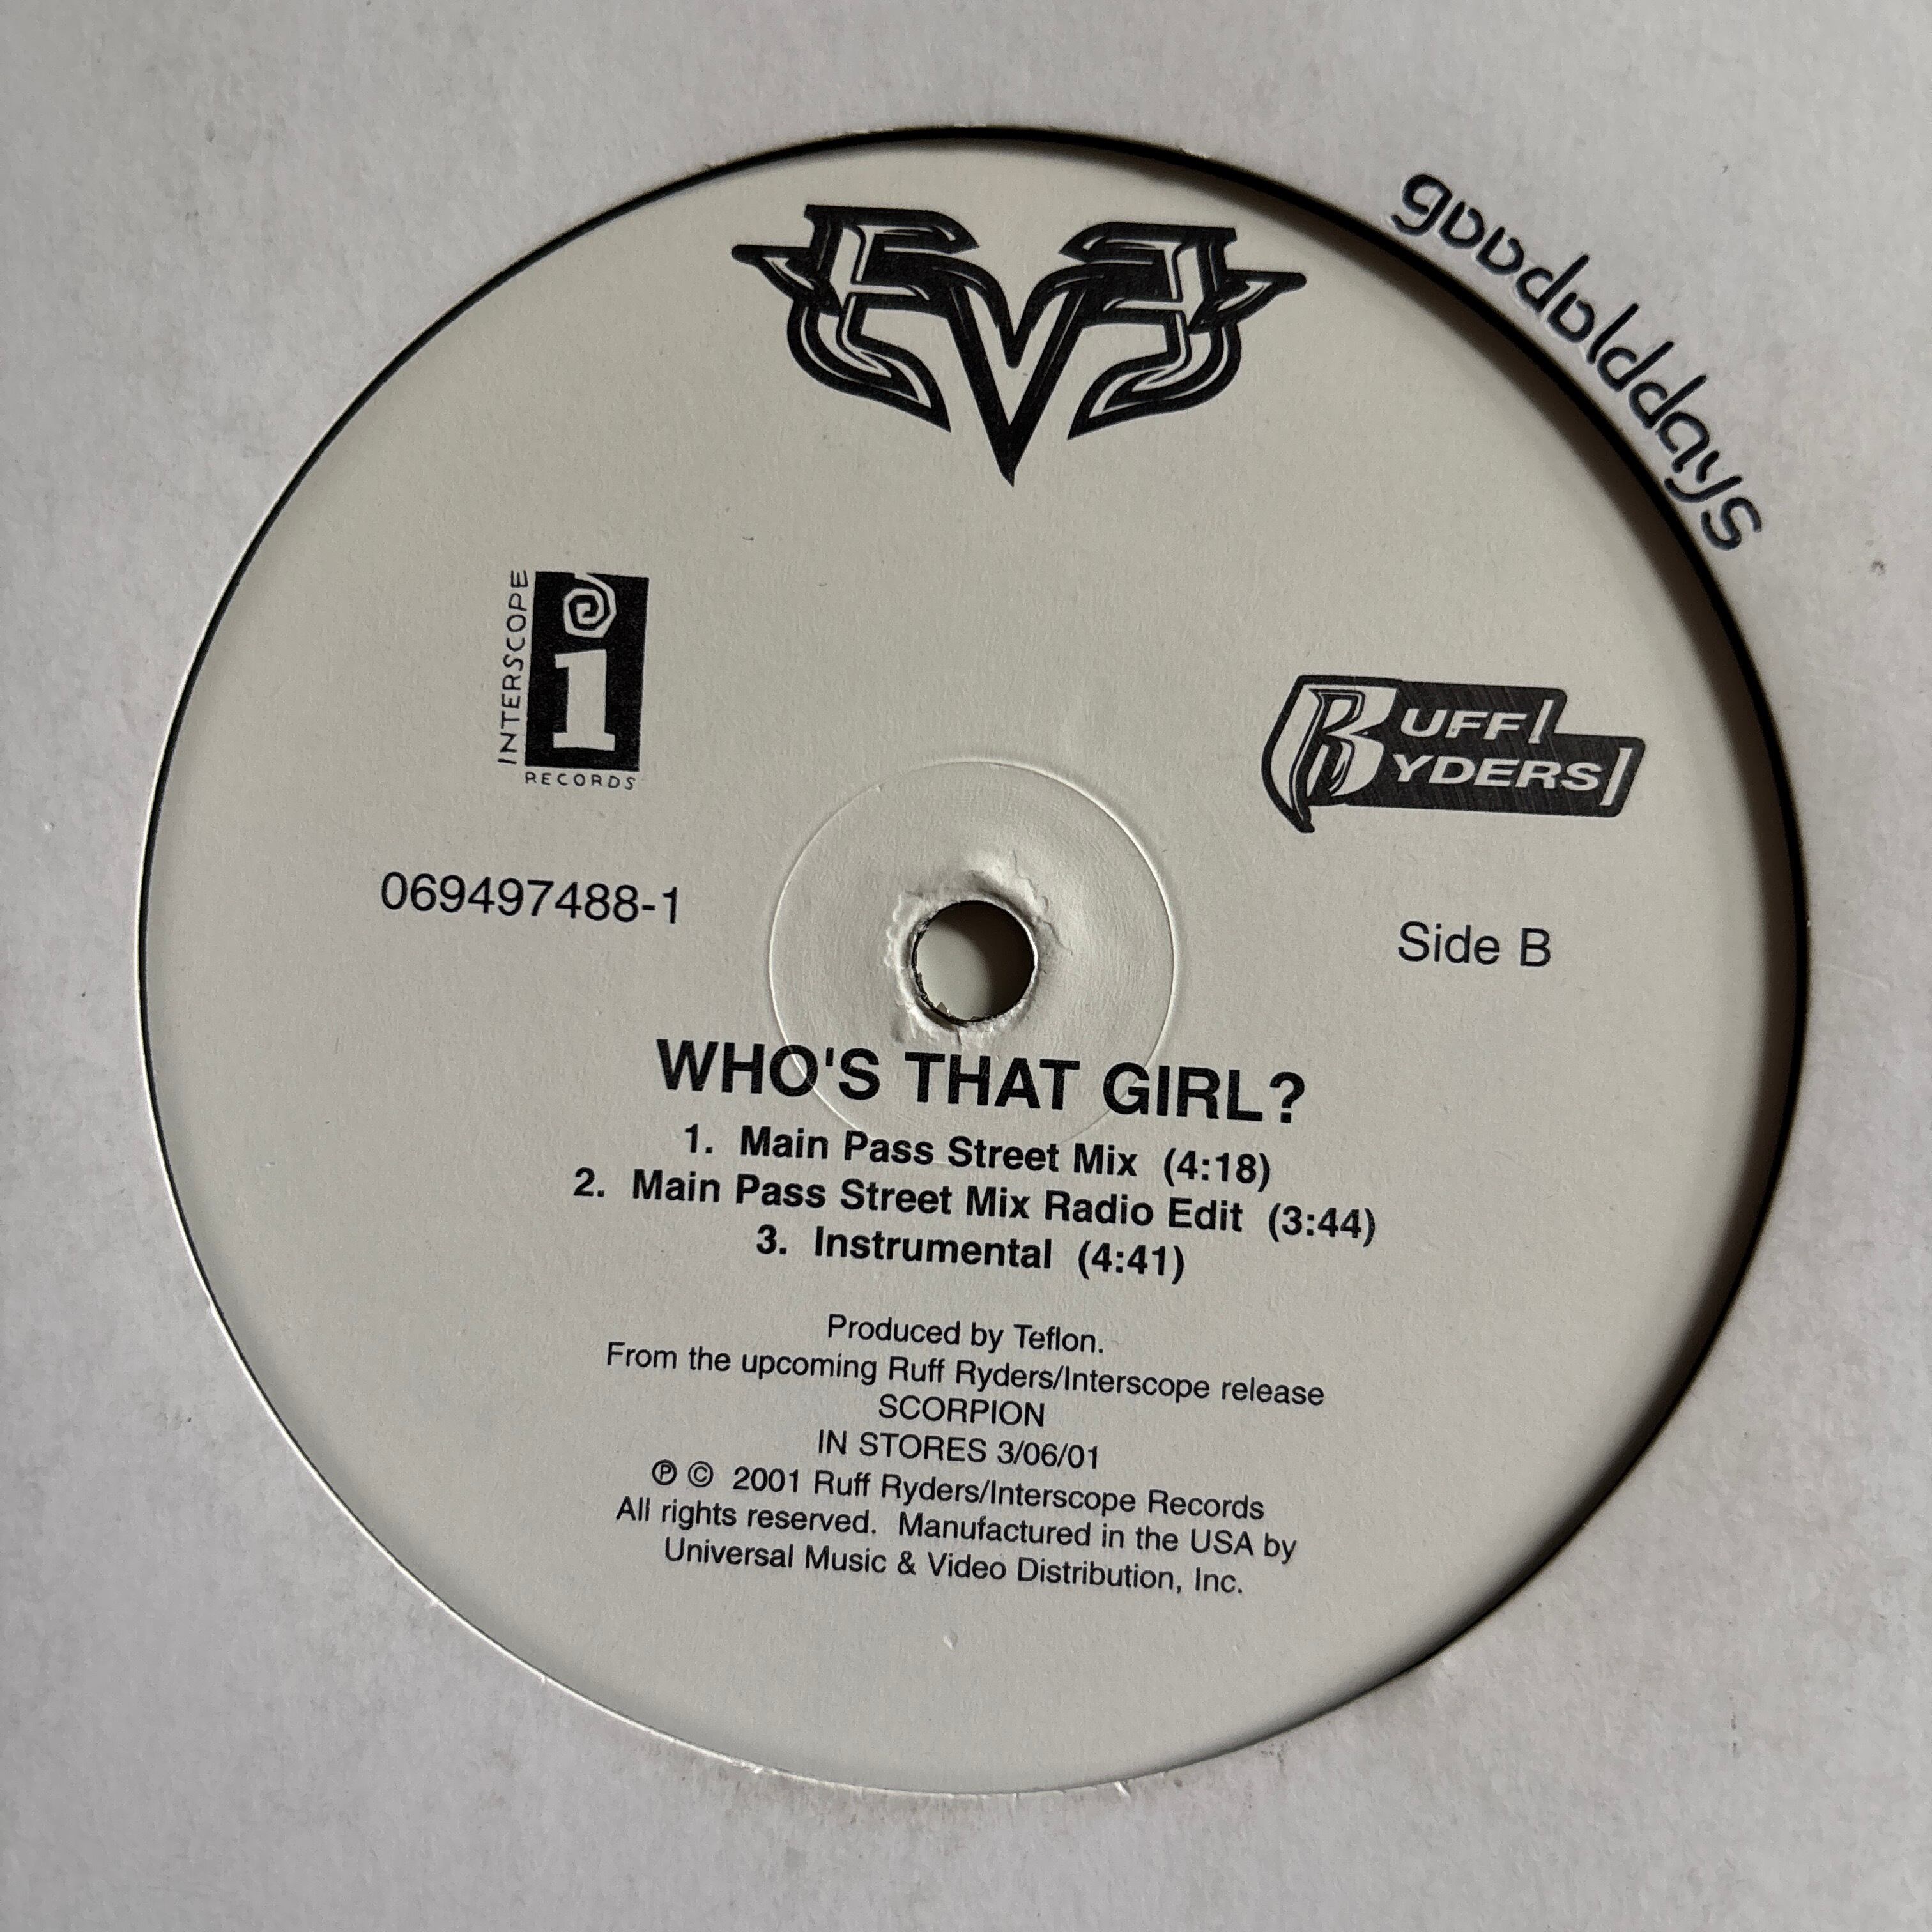 EVE
goodolddays
INTERSCOPE
i
RECORDS
RUFF
RYDERS
069497488-1
Side B
WHO'S THAT GIRL?
1. Main Pass Street Mix (4:18)
2. Main Pass Street Mix Radio Edit (3:44)
3. Instrumental (4:41)
Produced by Teflon.
From the upcoming Ruff Ryders/Interscope release
SCORPION
IN STORES 3/06/01
℗ © 2001 Ruff Ryders/Interscope Records
All rights reserved. Manufactured in the USA by
Universal Music & Video Distribution, Inc.